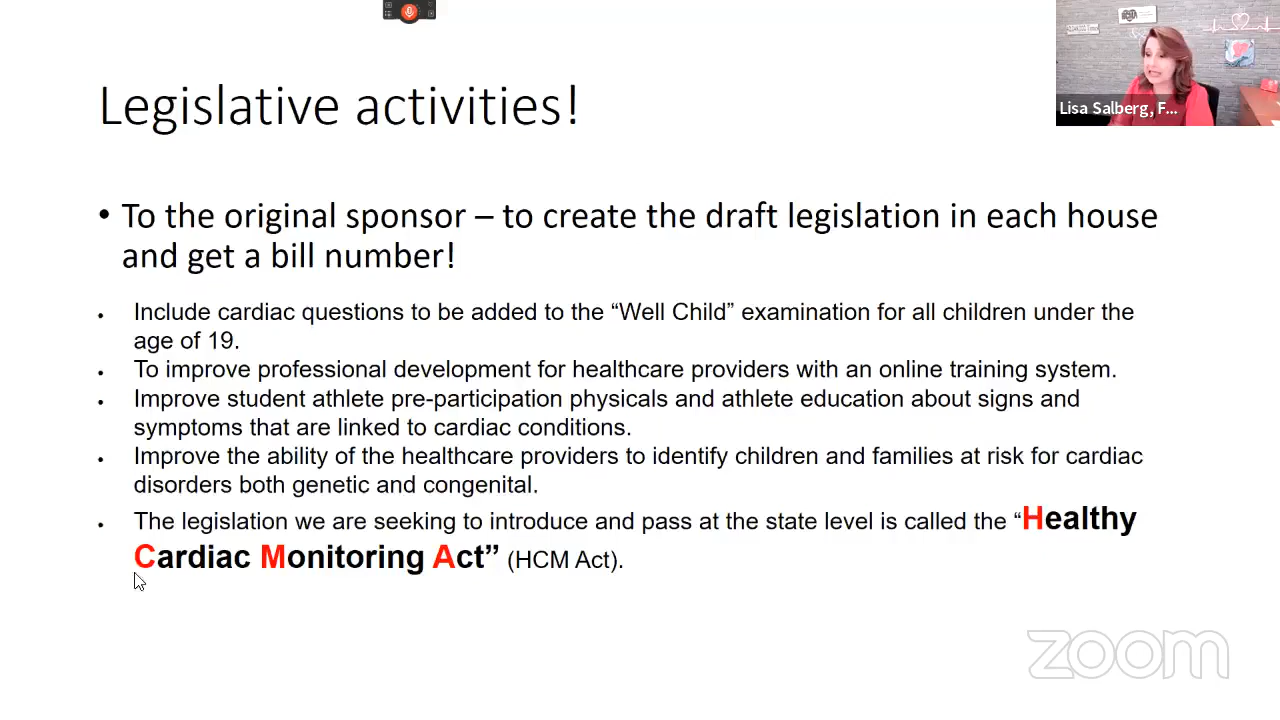 Legislative activities!
Lisa Salberg, F...
• To the original sponsor – to create the draft legislation in each house
and get a bill number!
• Include cardiac questions to be added to the “Well Child” examination for all children under the
age of 19.
• To improve professional development for healthcare providers with an online training system.
• Improve student athlete pre-participation physicals and athlete education about signs and
symptoms that are linked to cardiac conditions.
• Improve the ability of the healthcare providers to identify children and families at risk for cardiac
disorders both genetic and congenital.
• The legislation we are seeking to introduce and pass at the state level is called the “Healthy
Cardiac Monitoring Act” (HCM Act).
zoom